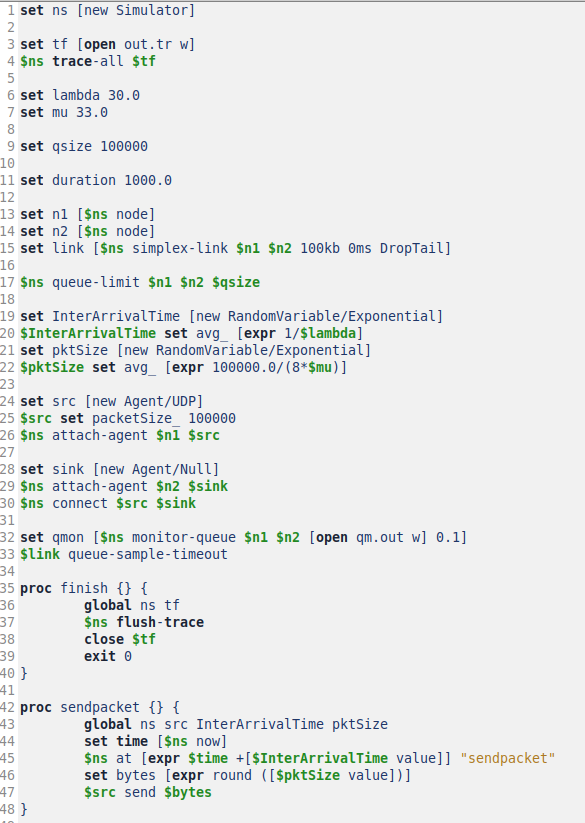 1 set ns [new Simulator]
2
3 set tf [open out.tr w]
4 $ns trace-all $tf
5
6 set lambda 30.0
7 set mu 33.0
8
9 set qsize 100000
10
11 set duration 1000.0
12
13 set n1 [$ns node]
14 set n2 [$ns node]
15 set link [$ns simplex-link $n1 $n2 100kb 0ms DropTail]
16
17 $ns queue-limit $n1 $n2 $qsize
18
19 set InterArrivalTime [new RandomVariable/Exponential]
20 $InterArrivalTime set avg_ [expr 1/$lambda]
21 set pktSize [new RandomVariable/Exponential]
22 $pktSize set avg_ [expr 100000.0/(8*$mu)]
23
24 set src [new Agent/UDP]
25 $src set packetSize_ 100000
26 $ns attach-agent $n1 $src
27
28 set sink [new Agent/Null]
29 $ns attach-agent $n2 $sink
30 $ns connect $src $sink
31
32 set qmon [$ns monitor-queue $n1 $n2 [open qm.out w] 0.1]
33 $link queue-sample-timeout
34
35 proc finish {} {
36         global ns tf
37         $ns flush-trace
38         close $tf
39         exit 0
40 }
41
42 proc sendpacket {} {
43         global ns src InterArrivalTime pktSize
44         set time [$ns now]
45         $ns at [expr $time +[$InterArrivalTime value]] "sendpacket"
46         set bytes [expr round ([$pktSize value])]
47         $src send $bytes
48 }